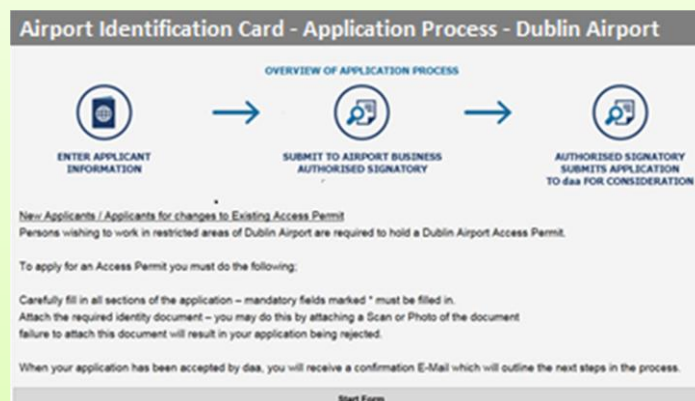 Airport Identification Card - Application Process - Dublin Airport
OVERVIEW OF APPLICATION PROCESS
ENTER APPLICANT
INFORMATION
SUBMIT TO AIRPORT BUSINESS
AUTHORISED SIGNATORY
AUTHORISED SIGNATORY
SUBMITS APPLICATION
TO daa FOR CONSIDERATION
New Applicants / Applicants for changes to Existing Access Permit
Persons wishing to work in restricted areas of Dublin Airport are required to hold a Dublin Airport Access Permit.
To apply for an Access Permit you must do the following:
Carefully fill in all sections of the application – mandatory fields marked * must be filled in.
Attach the required identity document – you may do this by attaching a Scan or Photo of the document
failure to attach this document will result in your application being rejected.
When your application has been accepted by daa, you will receive a confirmation E-Mail which will outline the next steps in the process.
Start Form